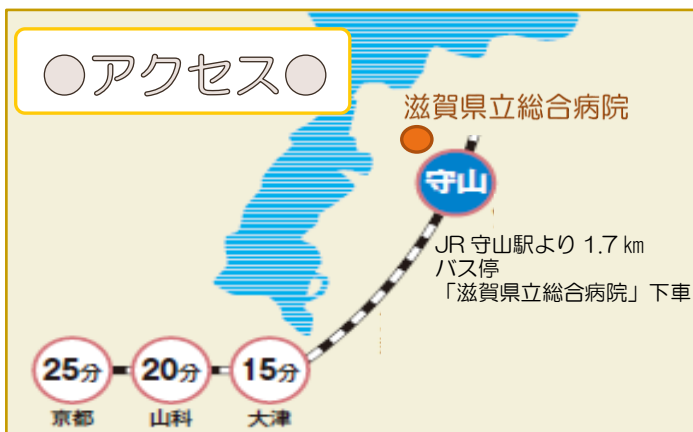 ●アクセス●
滋賀県立総合病院
守山
JR 守山駅より 1.7 ㎞
バス停
「滋賀県立総合病院」下車
25分
20分
15分
京都
山科
大津